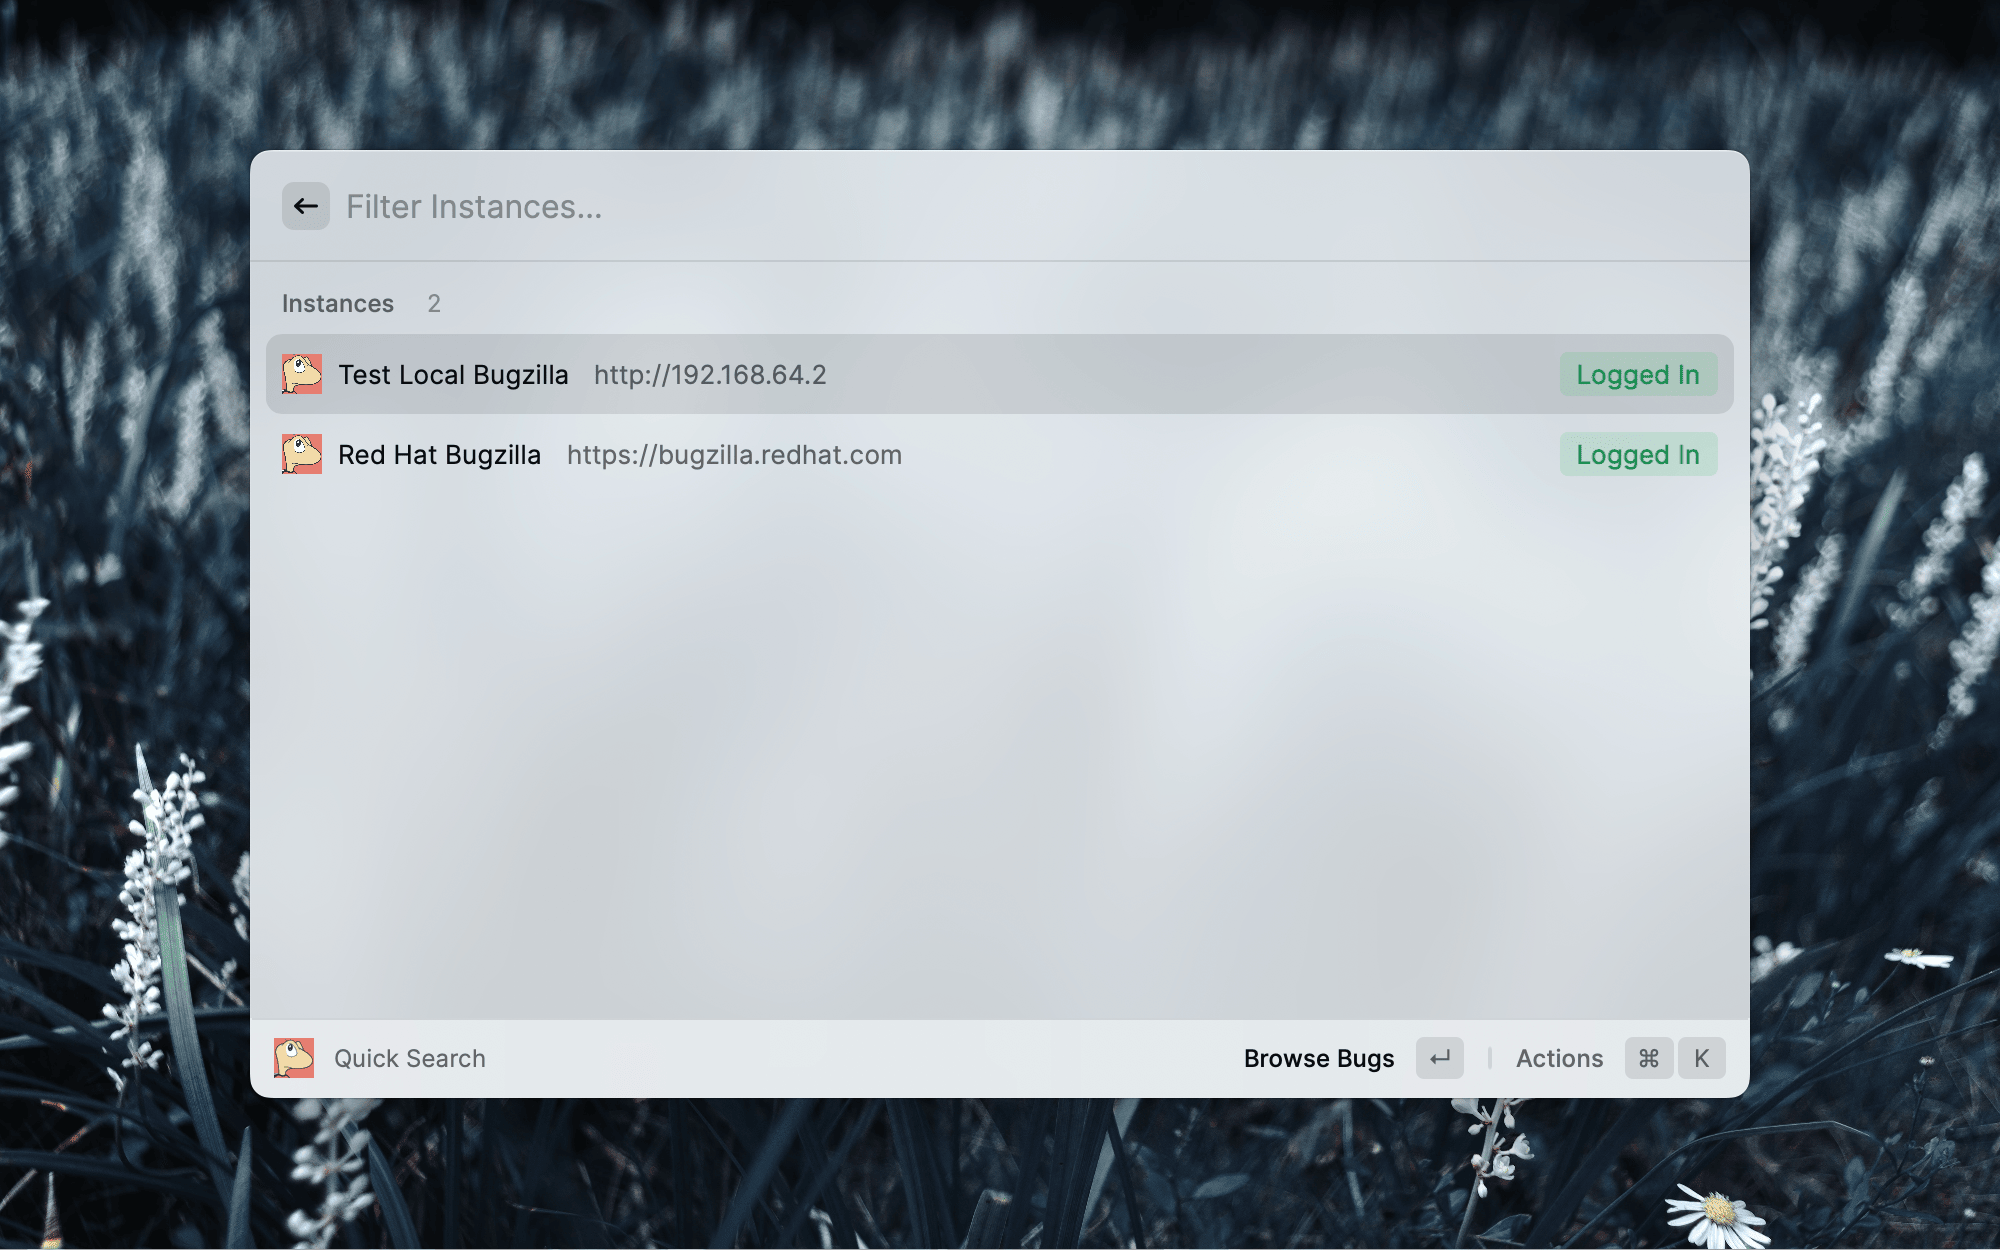 Filter Instances...
Instances 2
Test Local Bugzilla http://192.168.64.2 Logged In
Red Hat Bugzilla https://bugzilla.redhat.com Logged In
Quick Search Browse Bugs ↵ Actions ⌘ K